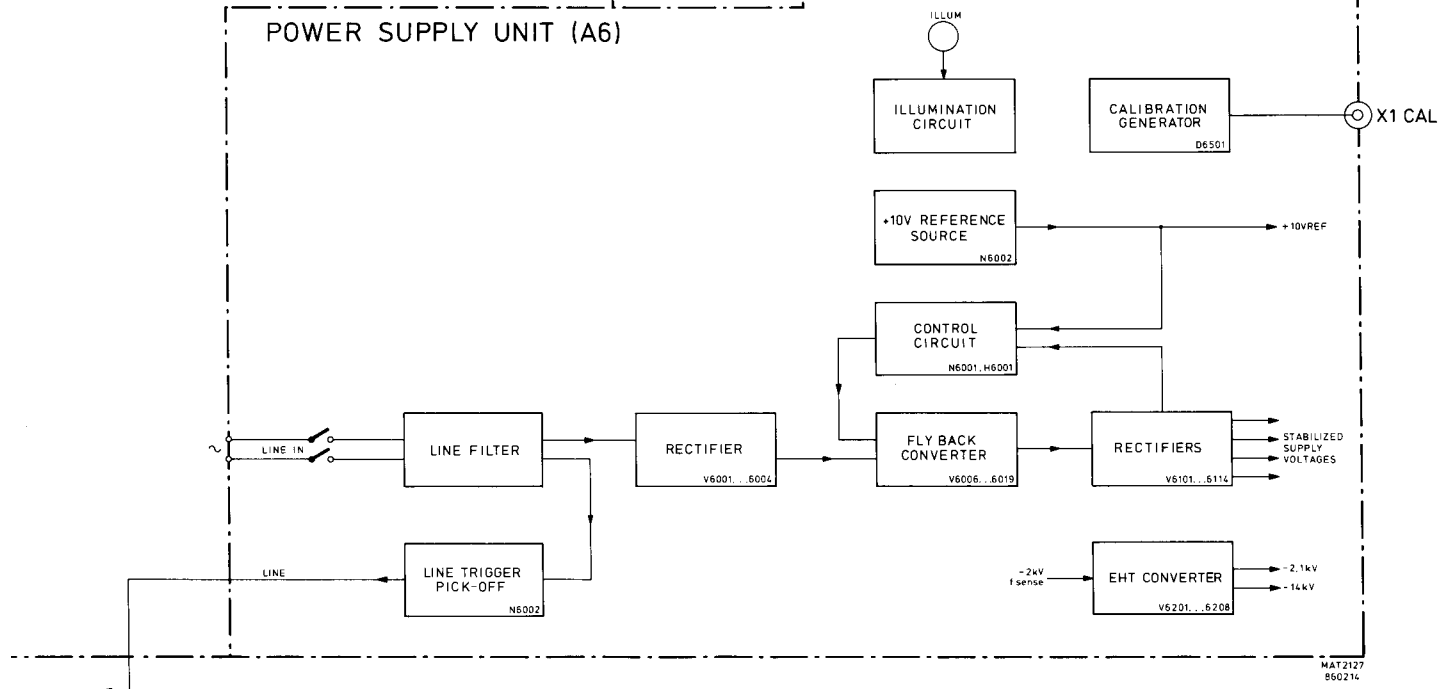 POWER SUPPLY UNIT (A6)
ILLUM
ILLUMINATION
CIRCUIT
CALIBRATION
GENERATOR
D6501
X1 CAL
+10V REFERENCE
SOURCE
N6002
+10VREF
CONTROL
CIRCUIT
N6001, H6001
~
LINE IN
LINE FILTER
RECTIFIER
V6001...6004
FLY BACK
CONVERTER
V6006...6019
RECTIFIERS
V6101...6114
STABILIZED
SUPPLY
VOLTAGES
LINE
LINE TRIGGER
PICK-OFF
N6002
-2kV
f.sense
EHT CONVERTER
V6201...6208
-2,1kV
-14kV
MAT2127
860214